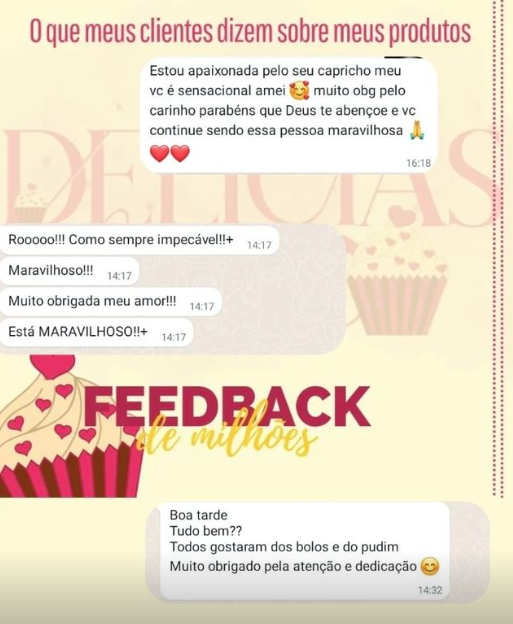 O que meus clientes dizem sobre meus produtos
Estou apaixonada pelo seu capricho meu
vc é sensacional amei 🥰 muito obg pelo
carinho parabéns que Deus te abençoe e vc
continue sendo essa pessoa maravilhosa 🙏
❤️❤️
16:18
DELICIAS
Rooooo!!! Como sempre impecável!!+ 14:17
Maravilhoso!!! 14:17
Muito obrigada meu amor!!! 14:17
Está MARAVILHOSO!!+ 14:17
FEEDBACK
de milhões
Boa tarde
Tudo bem??
Todos gostaram dos bolos e do pudim
Muito obrigado pela atenção e dedicação 😊
14:32